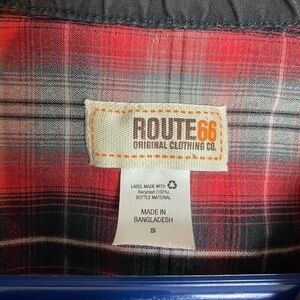 ROUTE 66
ORIGINAL CLOTHING CO.
LABEL MADE WITH
Recycled (100%)
BOTTLE MATERIAL
MADE IN
BANGLADESH
S